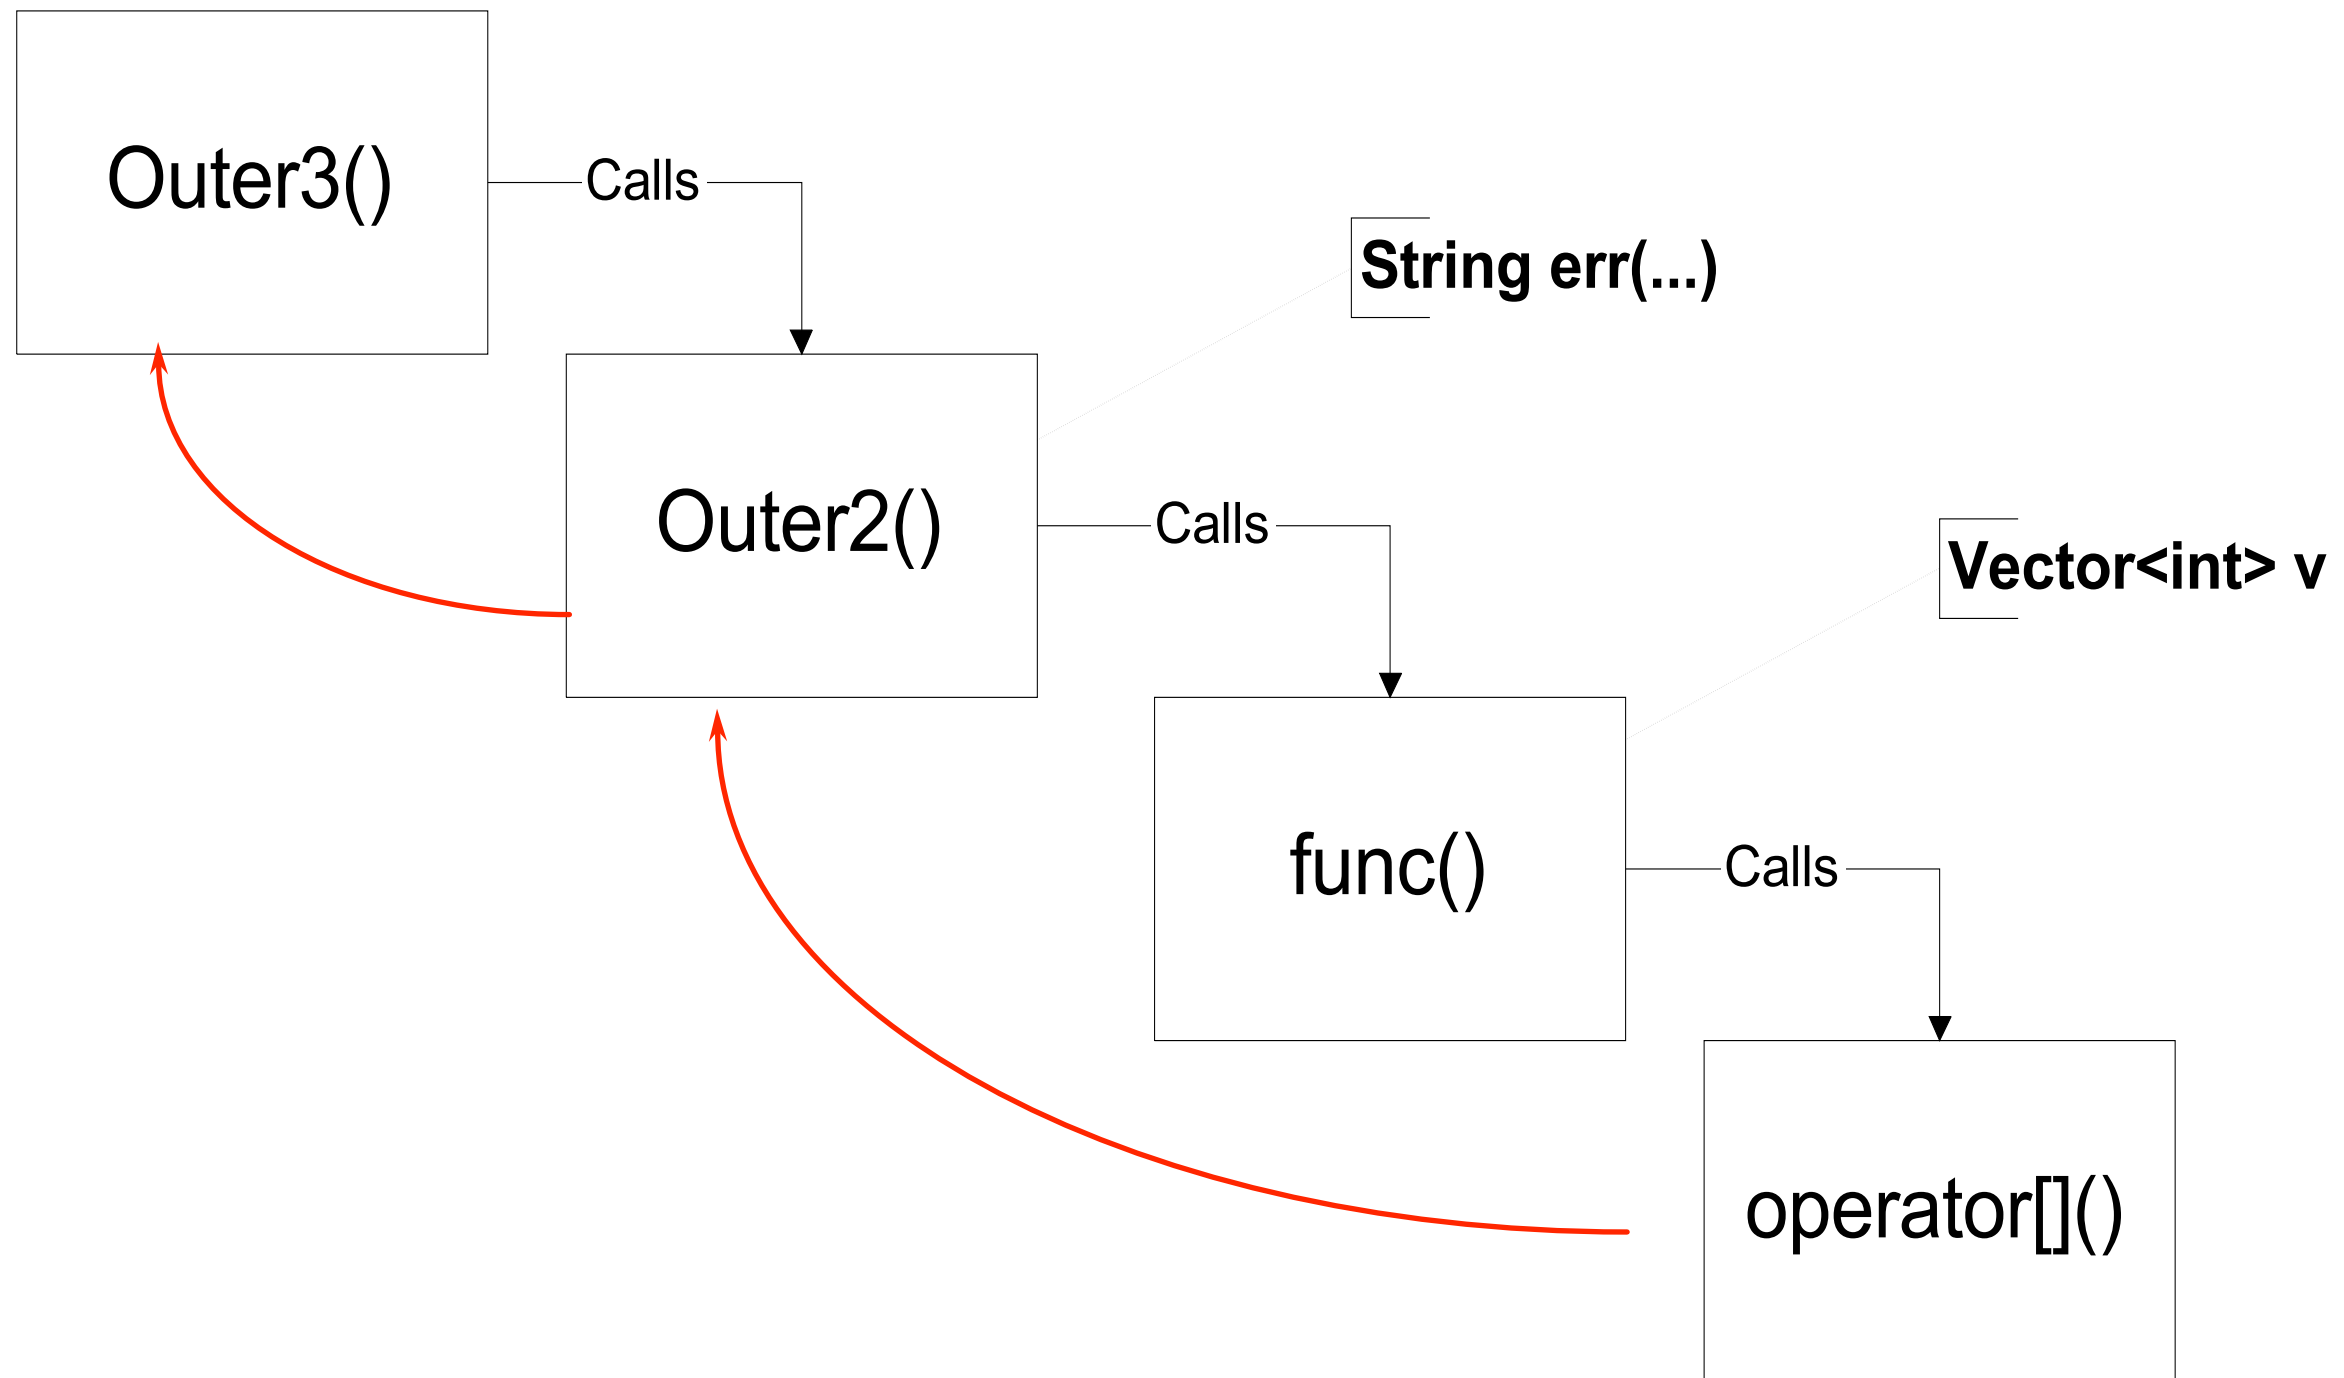 Outer3()
Calls
String err(...)
Outer2()
Calls
Vector<int> v
func()
Calls
operator[]()